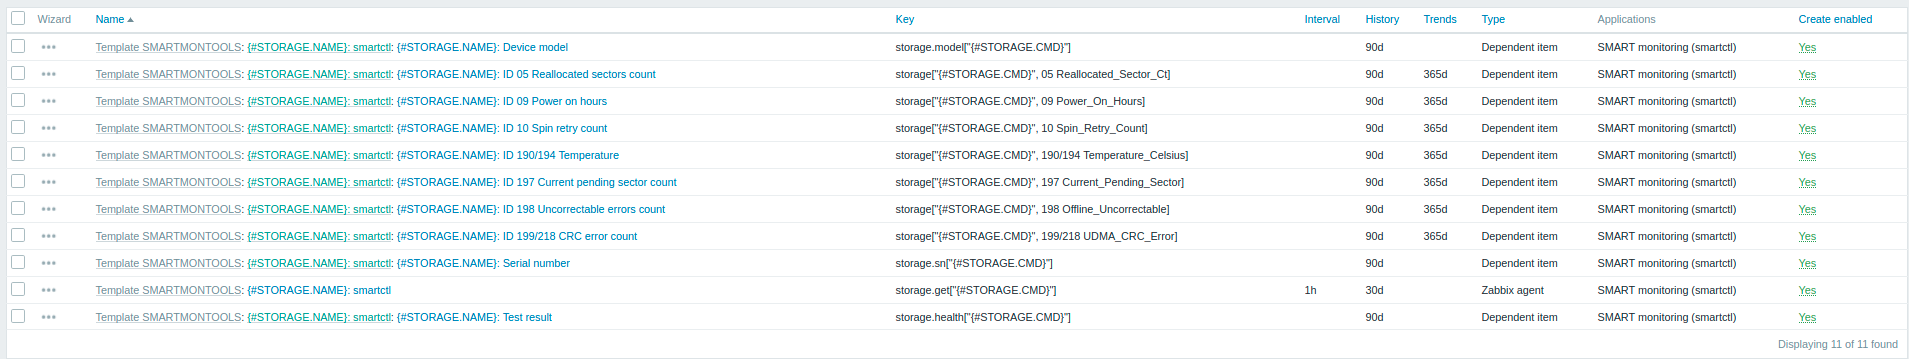 Wizard Name Key Interval History Trends Type Applications Create enabled
Template SMARTMONTOOLS: {#STORAGE.NAME}: smartctl: {#STORAGE.NAME}: Device model storage.model["{#STORAGE.CMD}"] 90d Dependent item SMART monitoring (smartctl) Yes
Template SMARTMONTOOLS: {#STORAGE.NAME}: smartctl: {#STORAGE.NAME}: ID 05 Reallocated sectors count storage["{#STORAGE.CMD}", 05 Reallocated_Sector_Ct] 90d 365d Dependent item SMART monitoring (smartctl) Yes
Template SMARTMONTOOLS: {#STORAGE.NAME}: smartctl: {#STORAGE.NAME}: ID 09 Power on hours storage["{#STORAGE.CMD}", 09 Power_On_Hours] 90d 365d Dependent item SMART monitoring (smartctl) Yes
Template SMARTMONTOOLS: {#STORAGE.NAME}: smartctl: {#STORAGE.NAME}: ID 10 Spin retry count storage["{#STORAGE.CMD}", 10 Spin_Retry_Count] 90d 365d Dependent item SMART monitoring (smartctl) Yes
Template SMARTMONTOOLS: {#STORAGE.NAME}: smartctl: {#STORAGE.NAME}: ID 190/194 Temperature storage["{#STORAGE.CMD}", 190/194 Temperature_Celsius] 90d 365d Dependent item SMART monitoring (smartctl) Yes
Template SMARTMONTOOLS: {#STORAGE.NAME}: smartctl: {#STORAGE.NAME}: ID 197 Current pending sector count storage["{#STORAGE.CMD}", 197 Current_Pending_Sector] 90d 365d Dependent item SMART monitoring (smartctl) Yes
Template SMARTMONTOOLS: {#STORAGE.NAME}: smartctl: {#STORAGE.NAME}: ID 198 Uncorrectable errors count storage["{#STORAGE.CMD}", 198 Offline_Uncorrectable] 90d 365d Dependent item SMART monitoring (smartctl) Yes
Template SMARTMONTOOLS: {#STORAGE.NAME}: smartctl: {#STORAGE.NAME}: ID 199/218 CRC error count storage["{#STORAGE.CMD}", 199/218 UDMA_CRC_Error] 90d 365d Dependent item SMART monitoring (smartctl) Yes
Template SMARTMONTOOLS: {#STORAGE.NAME}: smartctl: {#STORAGE.NAME}: Serial number storage.sn["{#STORAGE.CMD}"] 90d Dependent item SMART monitoring (smartctl) Yes
Template SMARTMONTOOLS: {#STORAGE.NAME}: smartctl storage.get["{#STORAGE.CMD}"] 1h 30d Zabbix agent SMART monitoring (smartctl) Yes
Template SMARTMONTOOLS: {#STORAGE.NAME}: smartctl: {#STORAGE.NAME}: Test result storage.health["{#STORAGE.CMD}"] 90d Dependent item SMART monitoring (smartctl) Yes
Displaying 11 of 11 found